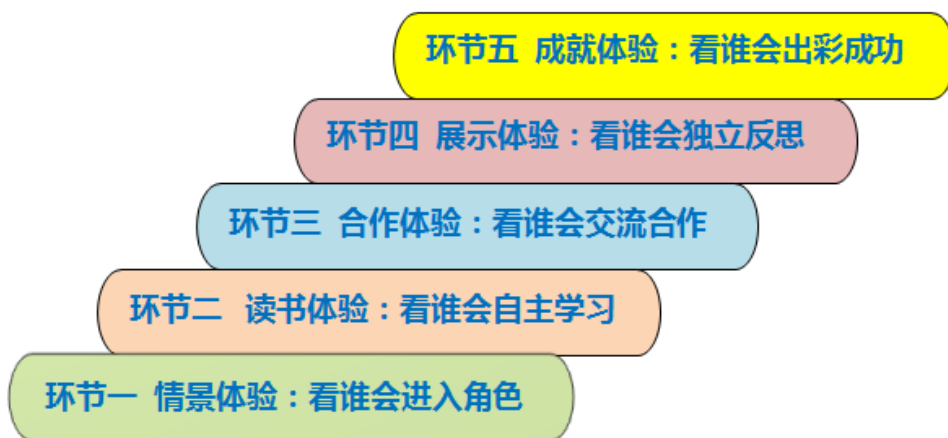 环节五 成就体验：看谁会出彩成功
环节四 展示体验：看谁会独立反思
环节三 合作体验：看谁会交流合作
环节二 读书体验：看谁会自主学习
环节一 情景体验：看谁会进入角色